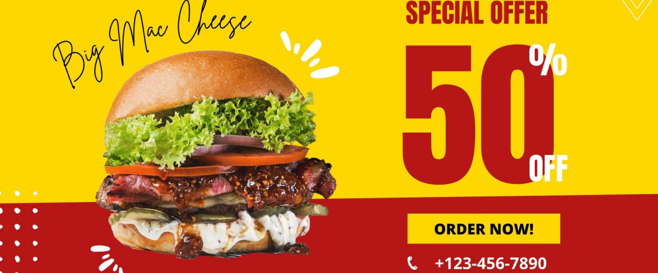 Big Mac Cheese
SPECIAL OFFER
50%
OFF
ORDER NOW!
+123-456-7890